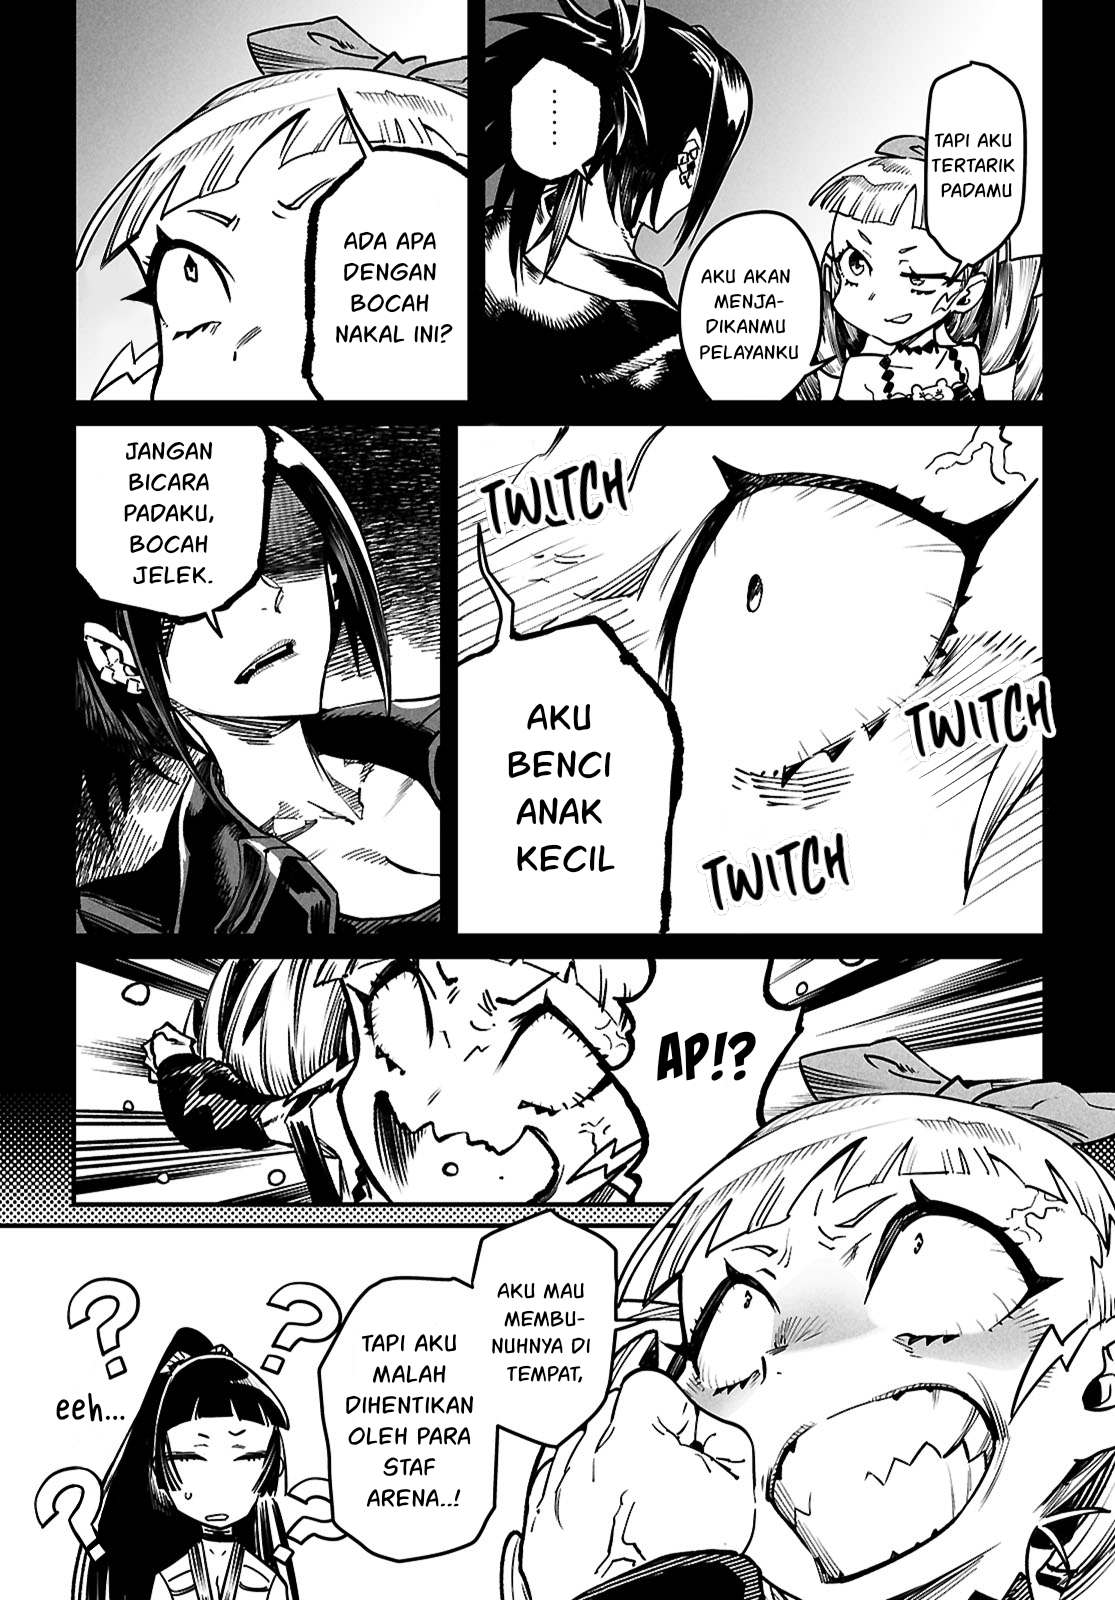 TAPI AKU
TERTARIK
PADAMU
AKU AKAN
MENJA-
DIKANMU
PELAYANKU
.......
ADA APA
DENGAN
BOCAH
NAKAL INI?
TWITCH
TWITCH
TWITCH
AKU
BENCI
ANAK
KECIL
JANGAN
BICARA
PADAKU,
BOCAH
JELEK.
AP!?
AKU MAU
MEMBU-
NUHNYA DI
TEMPAT,
TAPI AKU
MALAH
DIHENTIKAN
OLEH PARA
STAF
ARENA..!
? ?
eeh...
? ?